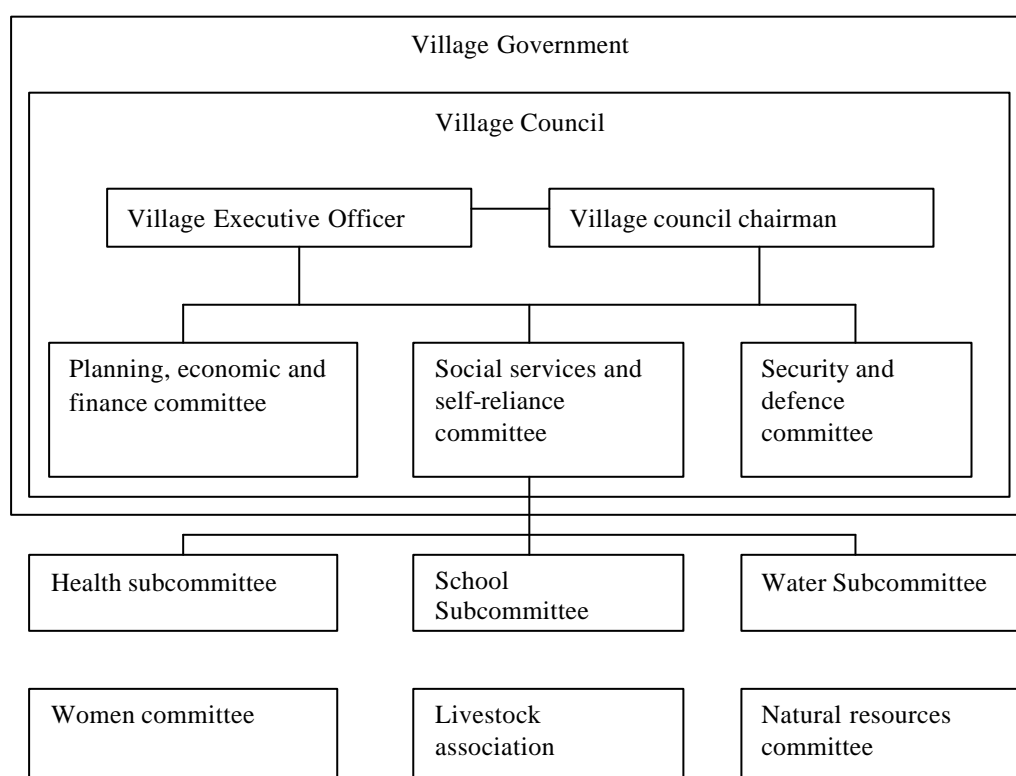 Village Government
Village Council
Village Executive Officer
Village council chairman
Planning, economic and
finance committee
Social services and
self-reliance
committee
Security and
defence
committee
Health subcommittee
School
Subcommittee
Water Subcommittee
Women committee
Livestock
association
Natural resources
committee